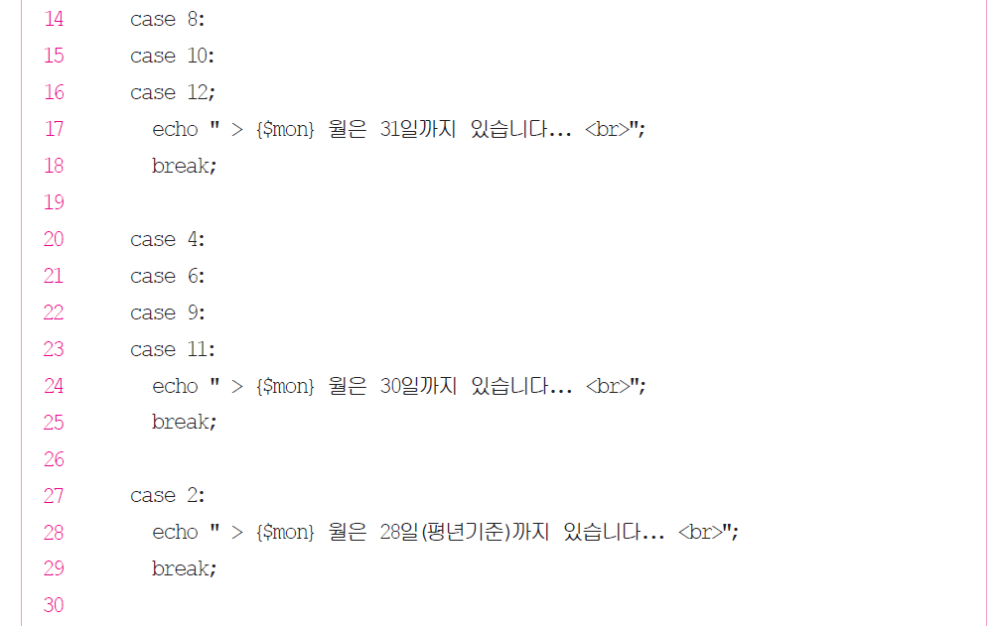 14 case 8:
15 case 10:
16 case 12;
17 echo " > {$mon} 월은 31일까지 있습니다... <br>";
18 break;
19
20 case 4:
21 case 6:
22 case 9:
23 case 11:
24 echo " > {$mon} 월은 30일까지 있습니다... <br>";
25 break;
26
27 case 2:
28 echo " > {$mon} 월은 28일(평년기준)까지 있습니다... <br>";
29 break;
30